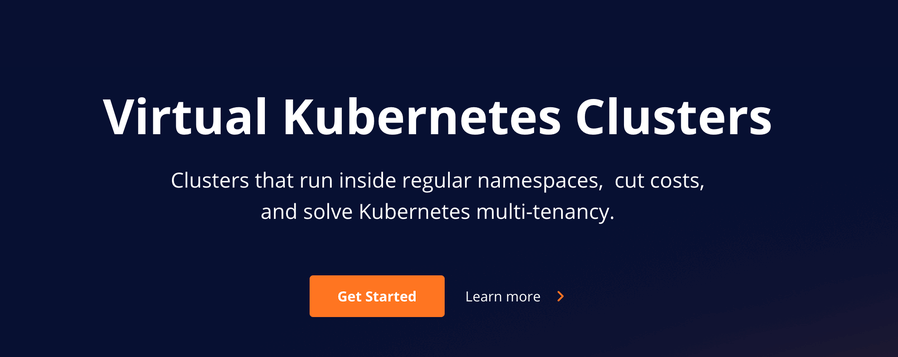 Virtual Kubernetes Clusters
Clusters that run inside regular namespaces,  cut costs,
and solve Kubernetes multi-tenancy.
Get Started
Learn more